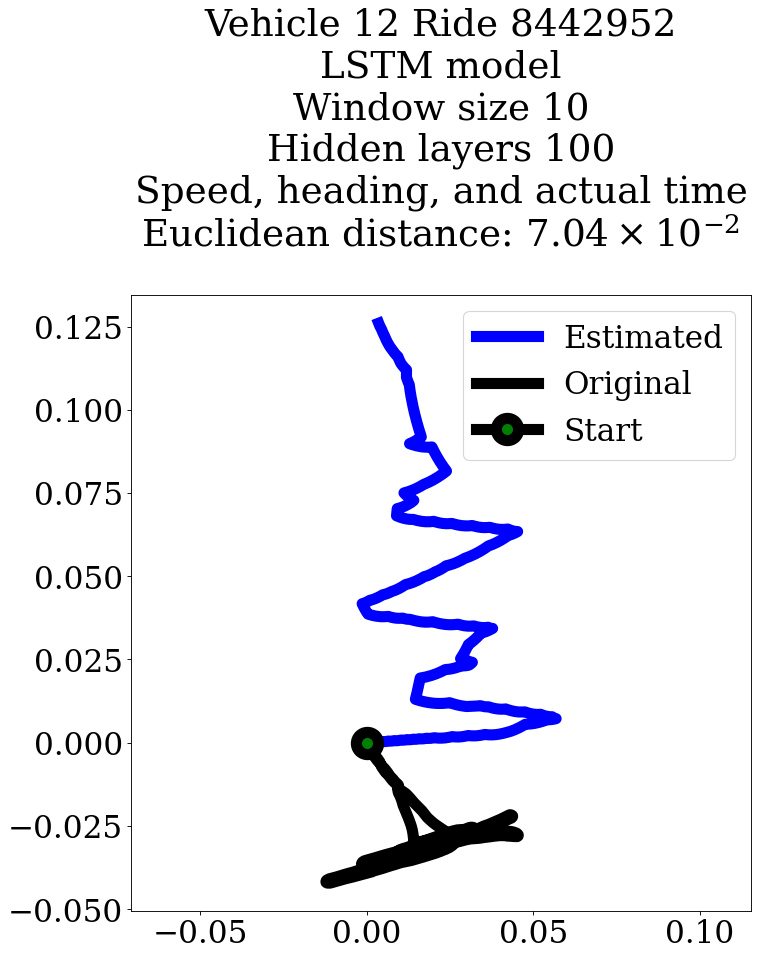 Vehicle 12 Ride 8442952
LSTM model
Window size 10
Hidden layers 100
Speed, heading, and actual time
Euclidean distance: 7.04 × 10⁻²
Estimated
Original
Start
0.125
0.100
0.075
0.050
0.025
0.000
−0.025
−0.050
−0.05 0.00 0.05 0.10